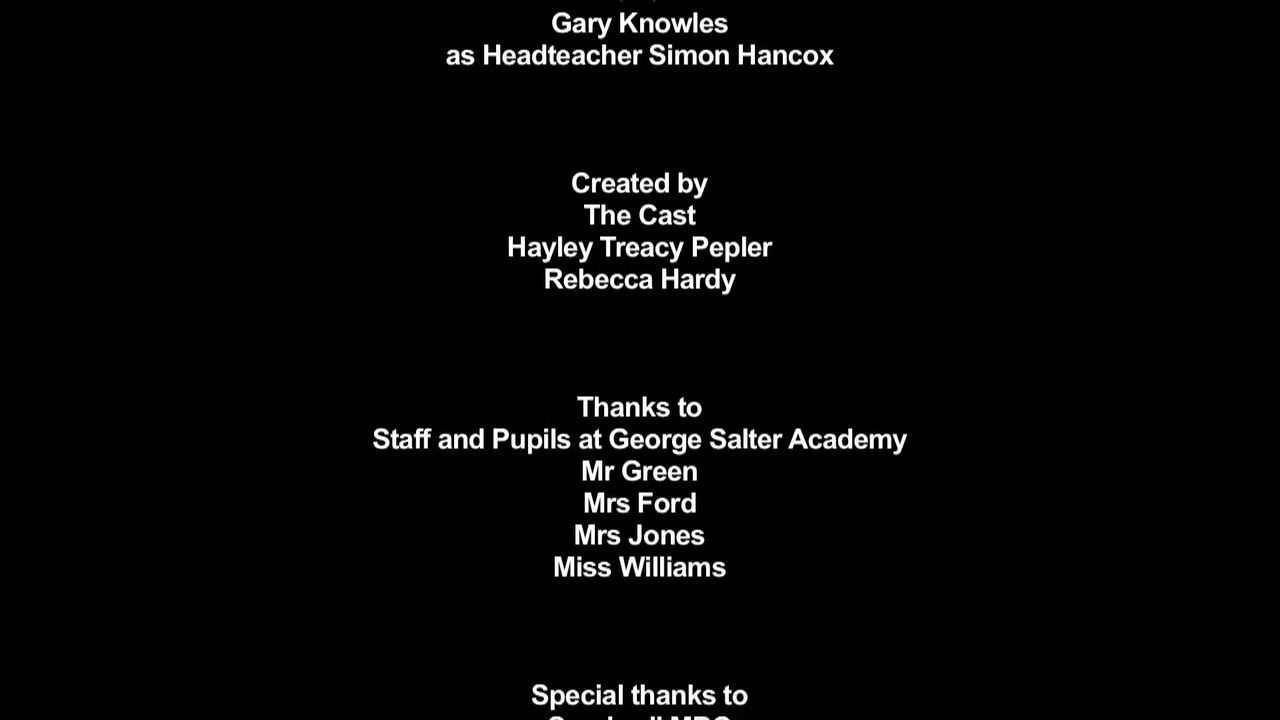 Gary Knowles
as Headteacher Simon Hancox
Created by
The Cast
Hayley Treacy Pepler
Rebecca Hardy
Thanks to
Staff and Pupils at George Salter Academy
Mr Green
Mrs Ford
Mrs Jones
Miss Williams
Special thanks to